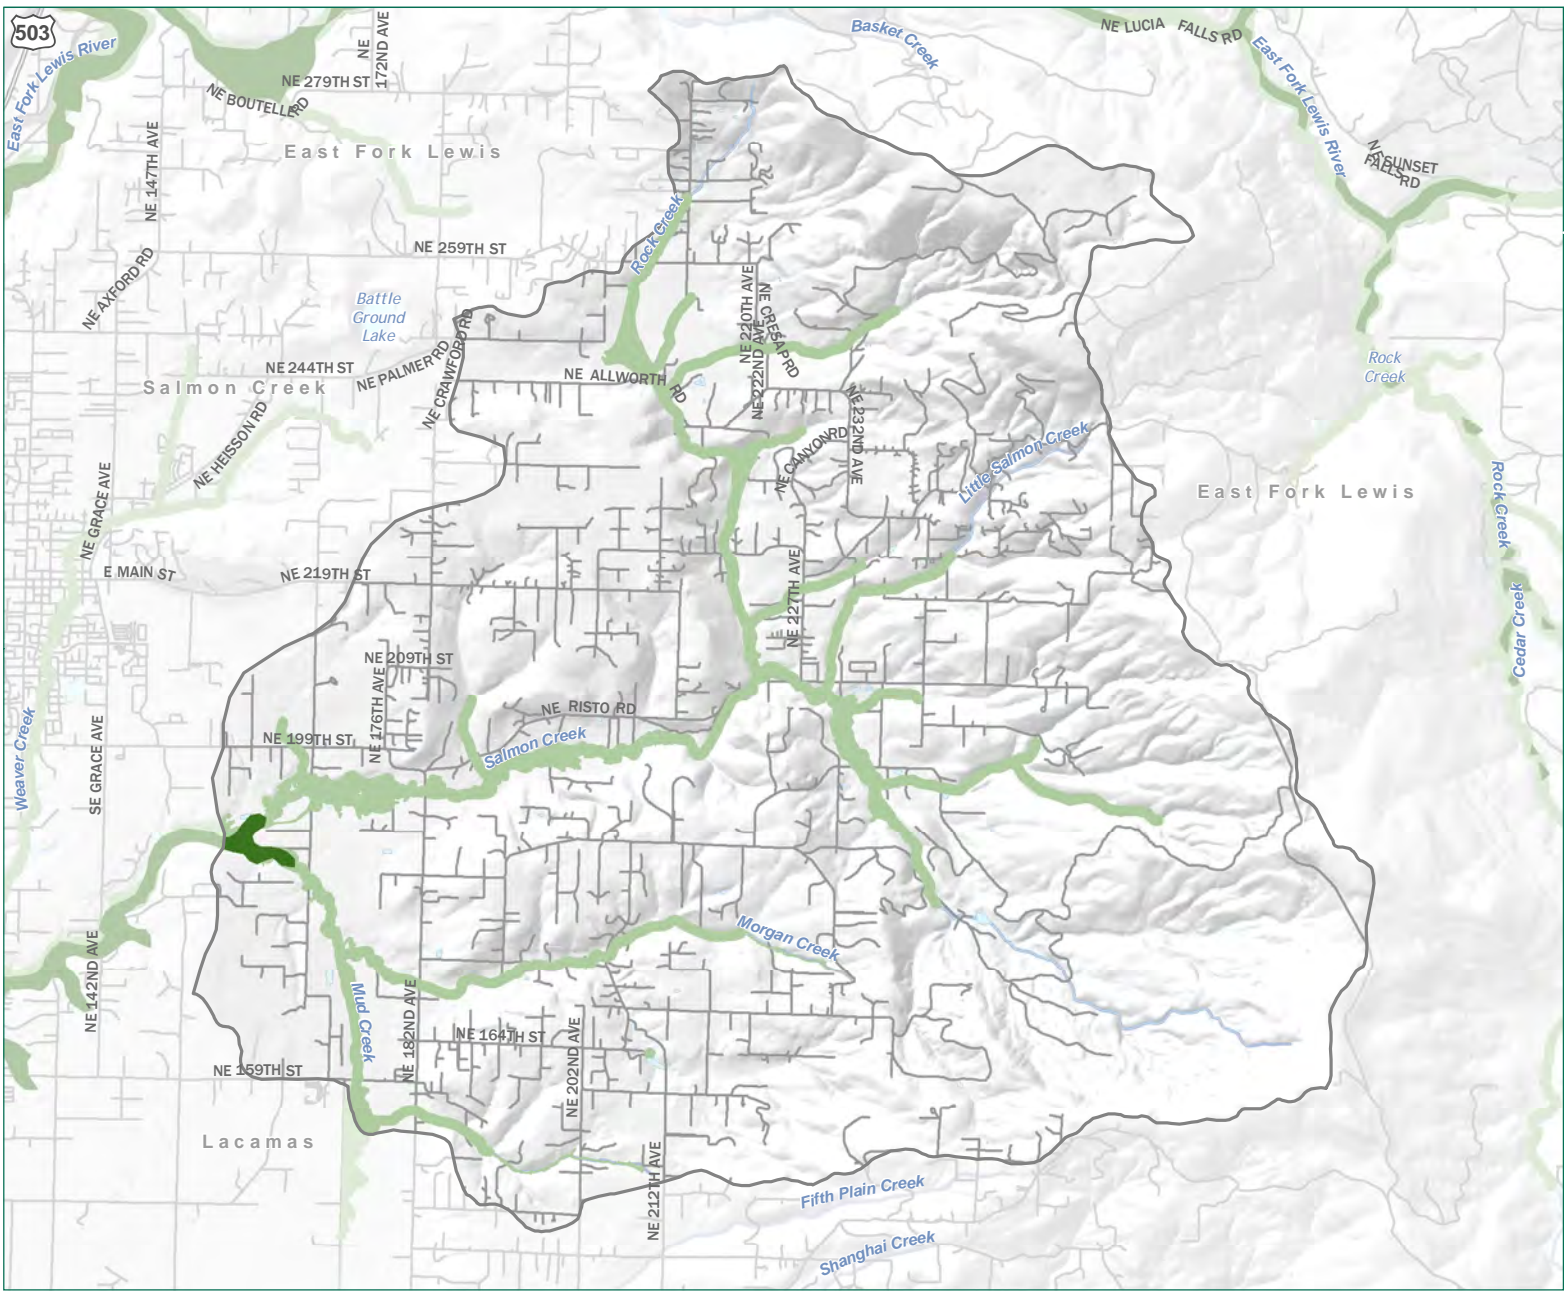 503
East Fork Lewis River
NE
172ND AVE
NE 279TH ST
NE BOUTELLE
RD
Basket Creek
NE LUCIA FALLS RD
East Fork Lewis River
NE SUNSET
FALLS
RD
NE 147TH AVE
East Fork Lewis
NE AXFORD RD
NE 259TH ST
Rock Creek
Battle
Ground
Lake
NE 220TH AVE
NE CRESAP RD
NE 222ND AVE
NE 244TH ST
NE PALMER RD
NE CRAWFORD RD
NE ALLWORTH
RD
Rock
Creek
Salmon Creek
NE HEISSON RD
NE CANYON RD
NE 232ND AVE
Little Salmon Creek
East Fork Lewis
Rock Creek
NE GRACE AVE
E MAIN ST
NE 219TH ST
NE 227TH AVE
Cedar Creek
NE 209TH ST
NE 176TH AVE
NE RISTO RD
Salmon Creek
NE 199TH ST
SE GRACE AVE
Weaver Creek
Morgan Creek
NE 142ND AVE
Mud Creek
NE 182ND AVE
NE 164TH ST
NE 202ND AVE
NE 159TH ST
Lacamas
NE 212TH AVE
Fifth Plain Creek
Shanghai Creek